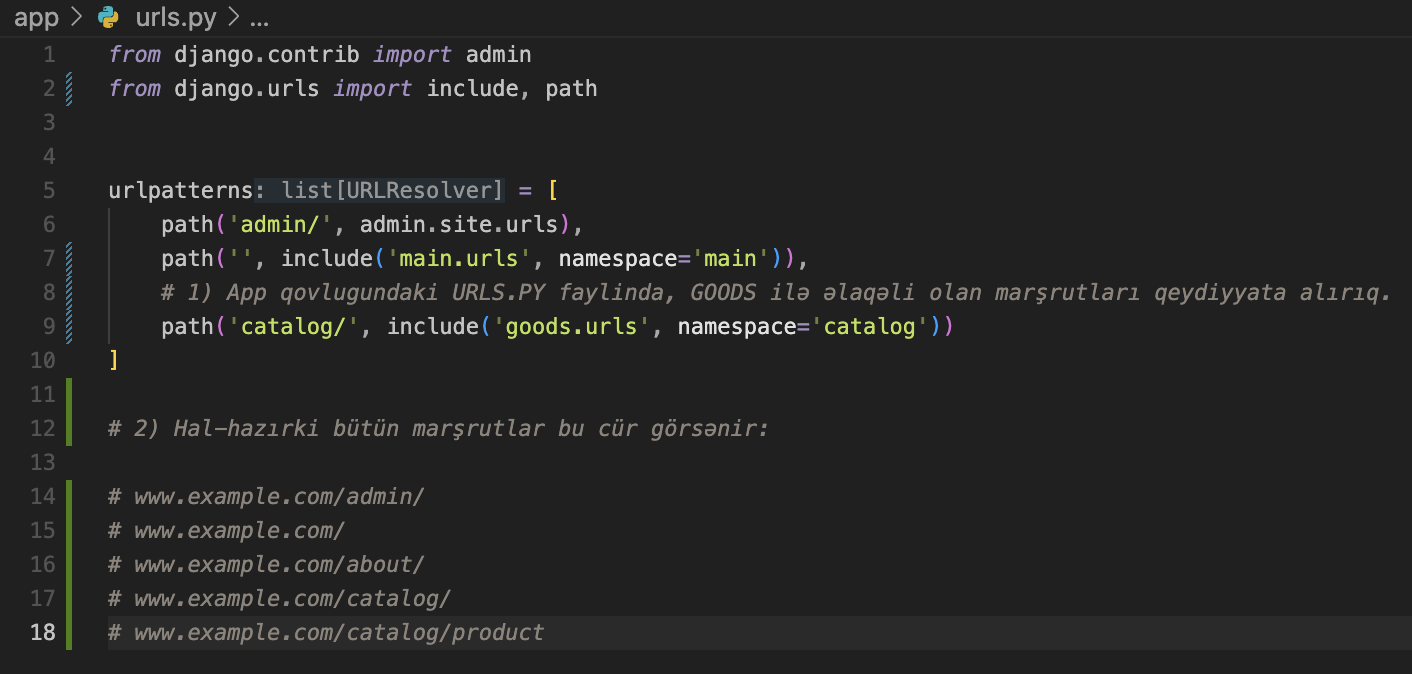 app > urls.py > ...
1 from django.contrib import admin
2 from django.urls import include, path
3
4
5 urlpatterns: list[URLResolver] = [
6 path('admin/', admin.site.urls),
7 path('', include('main.urls', namespace='main')),
8 # 1) App qovlugundaki URLS.PY faylinda, GOODS ilə əlaqəli olan marşrutları qeydiyyata alırıq.
9 path('catalog/', include('goods.urls', namespace='catalog'))
10 ]
11
12 # 2) Hal-hazırki bütün marşrutlar bu cür görsənir:
13
14 # www.example.com/admin/
15 # www.example.com/
16 # www.example.com/about/
17 # www.example.com/catalog/
18 # www.example.com/catalog/product